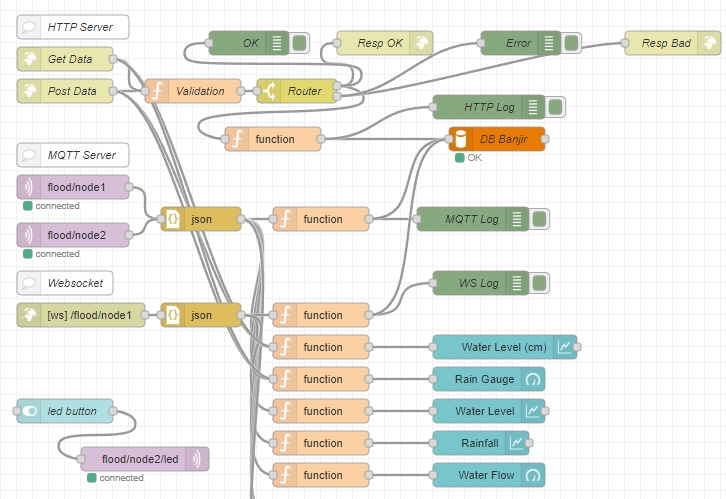 HTTP Server
OK
Resp OK
Error
Resp Bad
Get Data
Post Data
Validation
Router
HTTP Log
function
DB Banjir
OK
MQTT Server
flood/node1
connected
json
function
MQTT Log
flood/node2
connected
Websocket
WS Log
[ws] /flood/node1
json
function
function
Water Level (cm)
function
Rain Gauge
led button
function
Water Level
function
Rainfall
flood/node2/led
connected
function
Water Flow